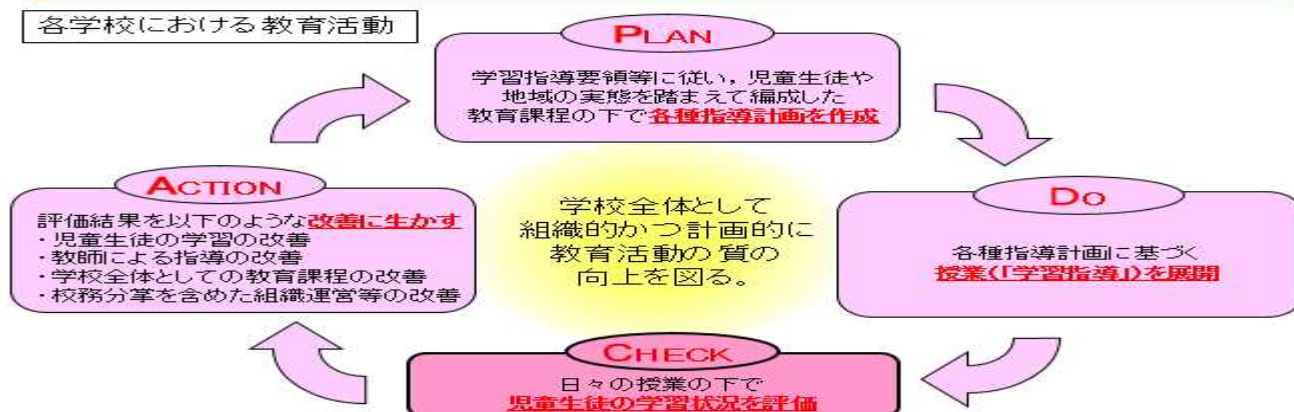 各学校における教育活動
PLAN
学習指導要領等に従い，児童生徒や
地域の実態を踏まえて編成した
教育課程の下で各種指導計画を作成
ACTION
評価結果を以下のような改善に生かす
・児童生徒の学習の改善
・教師による指導の改善
・学校全体としての教育課程の改善
・校務分掌を含めた組織運営等の改善
学校全体として
組織的かつ計画的に
教育活動の質の
向上を図る。
DO
各種指導計画に基づく
授業（「学習指導」）を展開
CHECK
日々の授業の下で
児童生徒の学習状況を評価